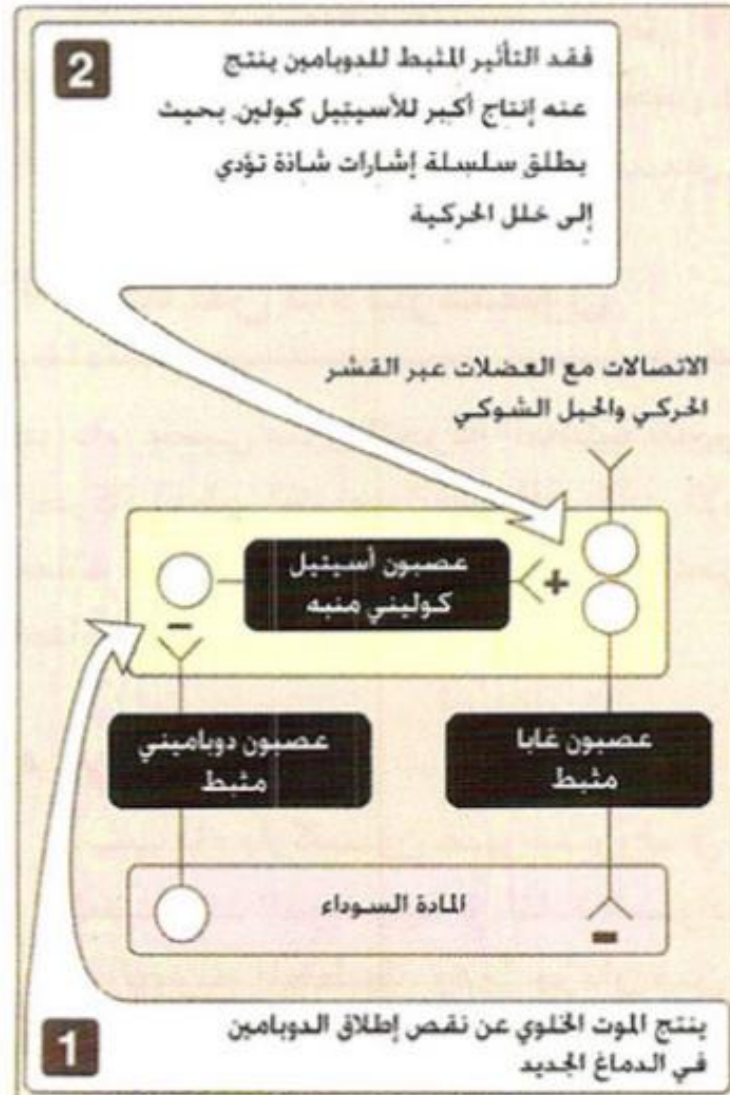 2
فقد التأثير المثبط للدوبامين ينتج
عنه إنتاج أكبر للأسيتيل كولين. بحيث
يطلق سلسلة إشارات شاذة تؤدي
إلى خلل الحركية
الاتصالات مع العضلات عبر القشر
الحركي والحبل الشوكي
عصبون أسيتيل
كوليني منبه
+
-
عصبون دوباميني
مثبط
عصبون غابا
مثبط
المادة السوداء
-
1
ينتج الموت الخلوي عن نقص إطلاق الدوبامين
في الدماغ الجديد